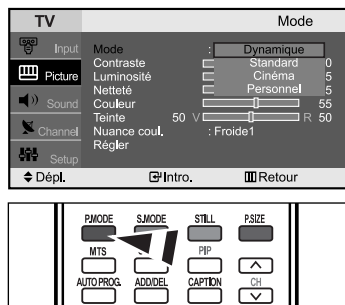 TV Mode
Input
Picture
Sound
Channel
Setup
Mode : Dynamique
Contraste Standard 0
Luminosité Cinéma 5
Netteté Personnel 5
Couleur 55
Teinte 50 V R 50
Nuance coul. : Froide1
Régler
Dépl. Intro. Retour
P.MODE S.MODE STILL P.SIZE
MTS PIP
AUTO PROG. ADD/DEL CAPTION CH